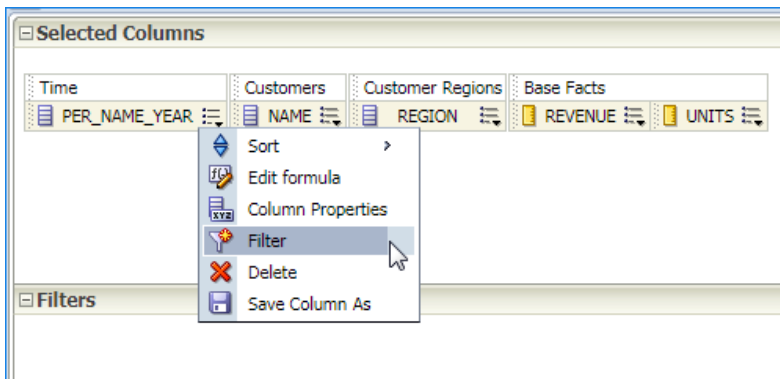 Selected Columns
Time Customers Customer Regions Base Facts
PER_NAME_YEAR NAME REGION REVENUE UNITS
Sort
f(...)
Edit formula
XYZ
Column Properties
Filter
Delete
Filters
Save Column As